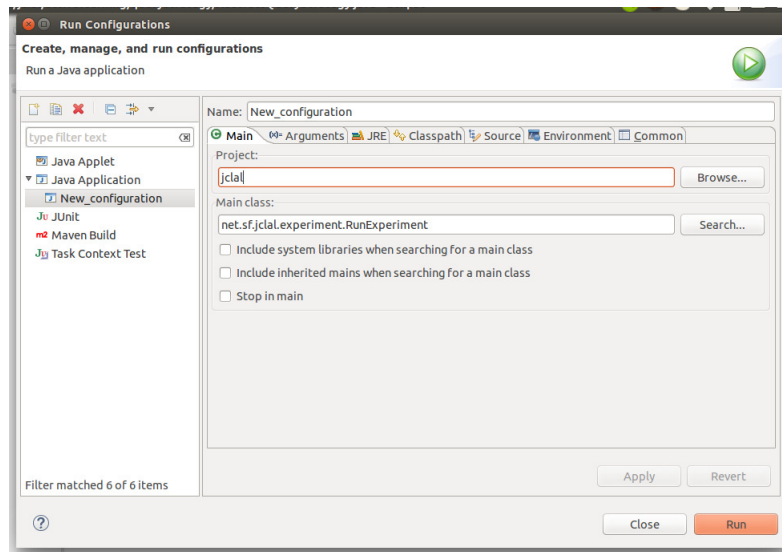 Run Configurations
Create, manage, and run configurations
Run a Java application
type filter text
Java Applet
Java Application
New_configuration
JUnit
Maven Build
Task Context Test
Filter matched 6 of 6 items
Name: New_configuration
Main (x)= Arguments JRE Classpath Source Environment Common
Project:
jclal Browse...
Main class:
net.sf.jclal.experiment.RunExperiment Search...
Include system libraries when searching for a main class
Include inherited mains when searching for a main class
Stop in main
Apply Revert
Close Run